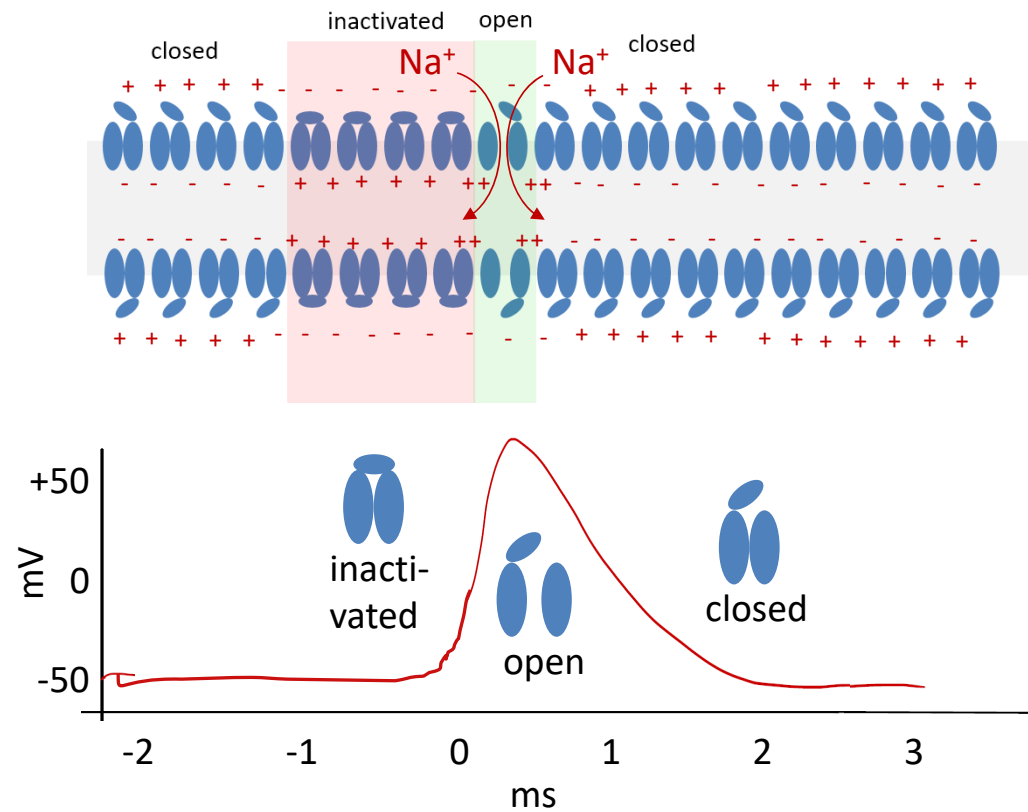 inactivated open
closed closed
Na⁺ Na⁺
+ + + + + - - - - - - - - - + + + + + + + + + + + +
- - - - + + + + + ++ ++ - - - - - - - - - - -
- - - - + + + + + ++ ++ - - - - - - - - - - -
+ + + + + - - - - - - - - - + + + + + + + + + + + +
+50
0
-50
mV
inacti-
vated
open
closed
-2 -1 0 1 2 3
ms